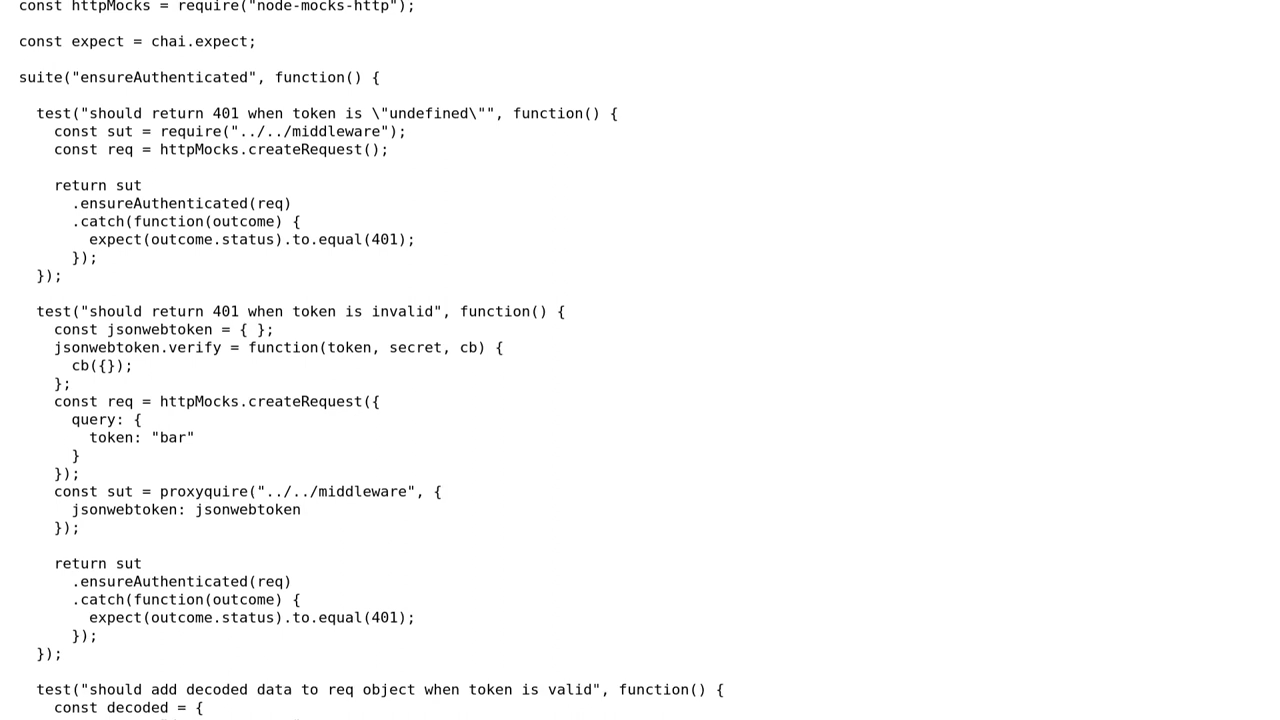 const httpMocks = require("node-mocks-http");

const expect = chai.expect;

suite("ensureAuthenticated", function() {

  test("should return 401 when token is \"undefined\"", function() {
    const sut = require("../../middleware");
    const req = httpMocks.createRequest();

    return sut
      .ensureAuthenticated(req)
      .catch(function(outcome) {
        expect(outcome.status).to.equal(401);
      });
  });

  test("should return 401 when token is invalid", function() {
    const jsonwebtoken = { };
    jsonwebtoken.verify = function(token, secret, cb) {
      cb({});
    };
    const req = httpMocks.createRequest({
      query: {
        token: "bar"
      }
    });
    const sut = proxyquire("../../middleware", {
      jsonwebtoken: jsonwebtoken
    });

    return sut
      .ensureAuthenticated(req)
      .catch(function(outcome) {
        expect(outcome.status).to.equal(401);
      });
  });

  test("should add decoded data to req object when token is valid", function() {
    const decoded = {